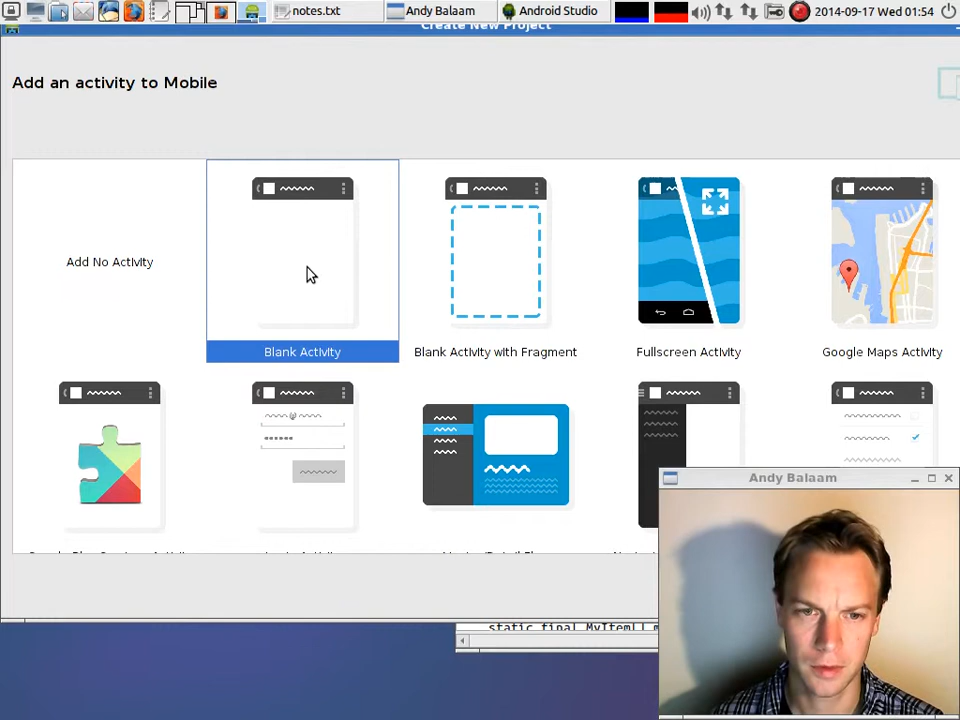 notes.txt
Andy Balaam
Android Studio
2014-09-17 Wed 01:54
Create New Project
Add an activity to Mobile
Add No Activity
Blank Activity
Blank Activity with Fragment
Fullscreen Activity
Google Maps Activity
Andy Balaam
static final MyItem[]